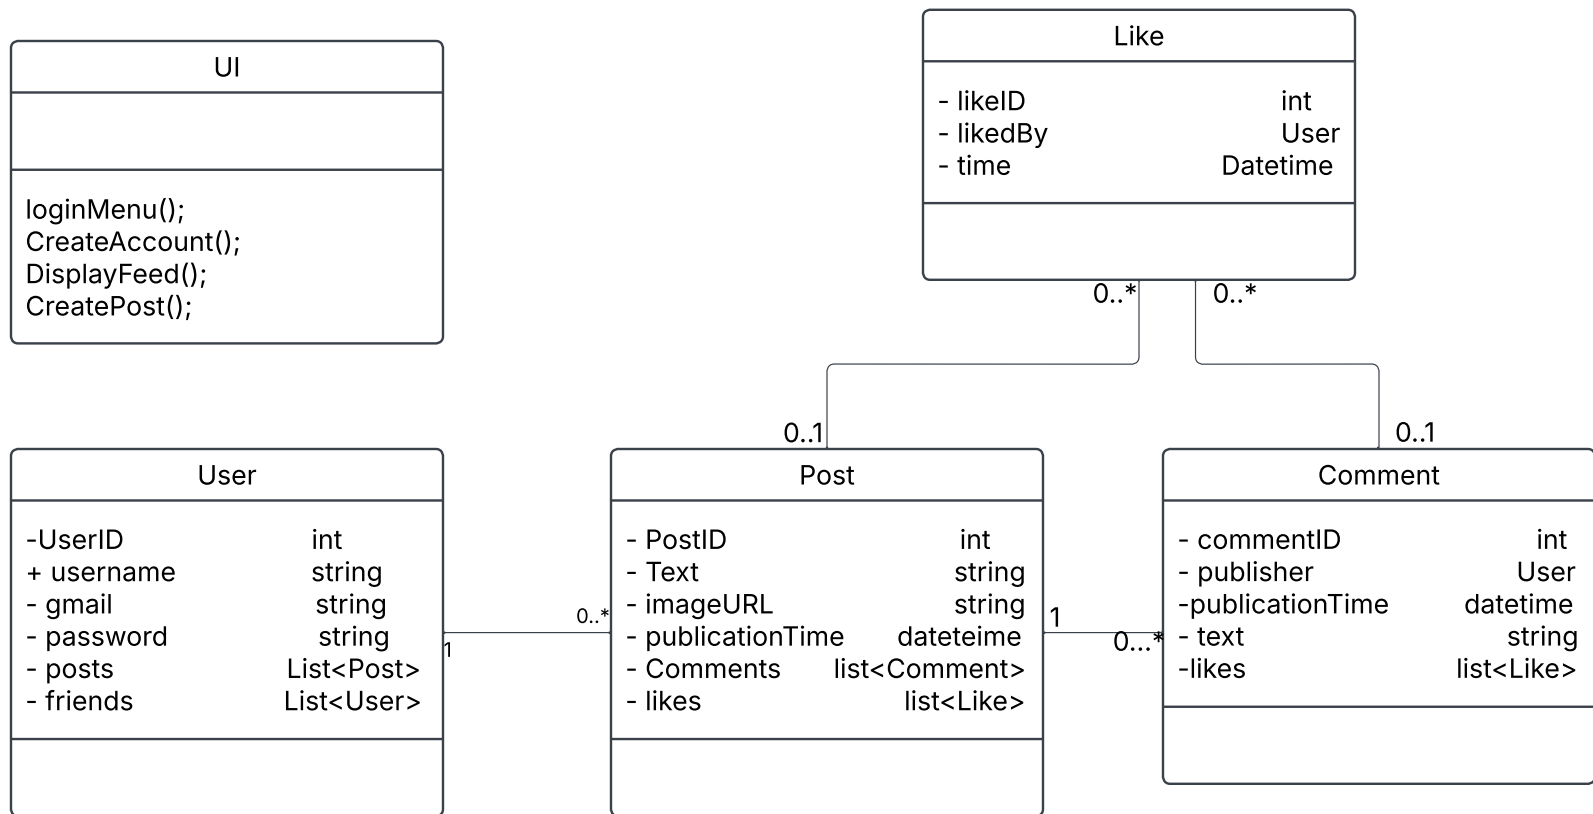 UI
loginMenu();
CreateAccount();
DisplayFeed();
CreatePost();
Like
- likeID int
- likedBy User
- time Datetime
0..* 0..*
0..1 0..1
User
-UserID int
+ username string
- gmail string
- password string
- posts List<Post>
- friends List<User>
1
0..*
Post
- PostID int
- Text string
- imageURL string
- publicationTime dateteime
- Comments list<Comment>
- likes list<Like>
1
0...*
Comment
- commentID int
- publisher User
-publicationTime datetime
- text string
-likes list<Like>